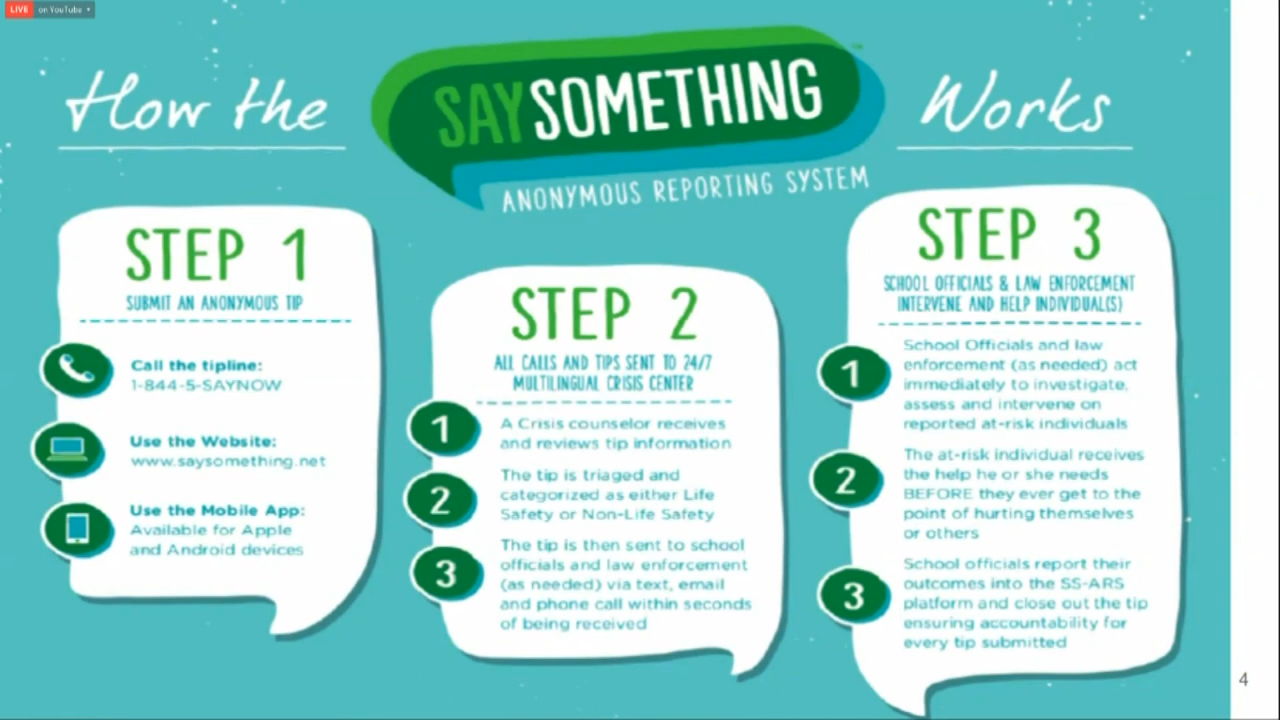 LIVE on YouTube
How the
SAYSOMETHING
ANONYMOUS REPORTING SYSTEM
Works
STEP 1
SUBMIT AN ANONYMOUS TIP
Call the tipline:
1-844-5-SAYNOW
Use the Website:
www.saysomething.net
Use the Mobile App:
Available for Apple
and Android devices
STEP 2
ALL CALLS AND TIPS SENT TO 24/7
MULTILINGUAL CRISIS CENTER
1
A Crisis counselor receives
and reviews tip information
2
The tip is triaged and
categorized as either Life
Safety or Non-Life Safety
3
The tip is then sent to school
officials and law enforcement
(as needed) via text, email
and phone call within seconds
of being received
STEP 3
SCHOOL OFFICIALS & LAW ENFORCEMENT
INTERVENE AND HELP INDIVIDUAL(S)
1
School Officials and law
enforcement (as needed) act
immediately to investigate,
assess and intervene on
reported at-risk individuals
2
The at-risk individual receives
the help he or she needs
BEFORE they ever get to the
point of hurting themselves
or others
3
School officials report their
outcomes into the SS-ARS
platform and close out the tip
ensuring accountability for
every tip submitted
4